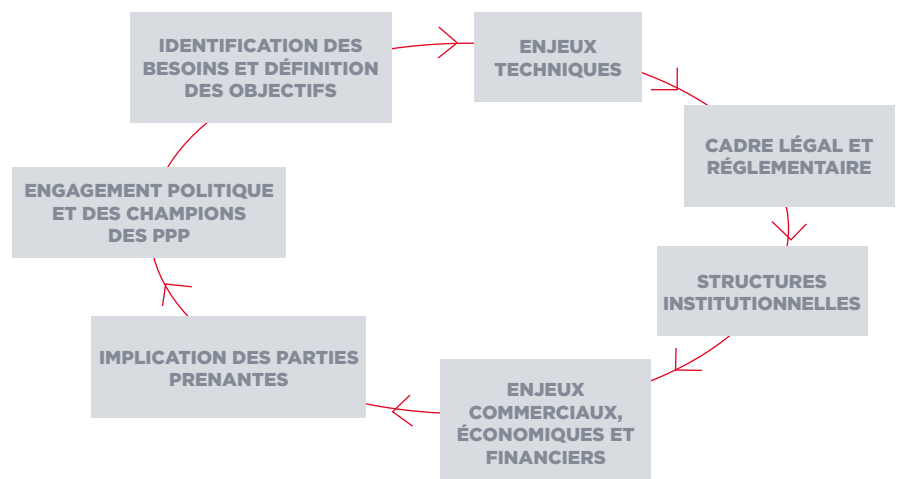 IDENTIFICATION DES
BESOINS ET DÉFINITION
DES OBJECTIFS
ENJEUX
TECHNIQUES
CADRE LÉGAL ET
RÉGLEMENTAIRE
STRUCTURES
INSTITUTIONNELLES
ENJEUX
COMMERCIAUX,
ÉCONOMIQUES ET
FINANCIERS
IMPLICATION DES PARTIES
PRENANTES
ENGAGEMENT POLITIQUE
ET DES CHAMPIONS
DES PPP